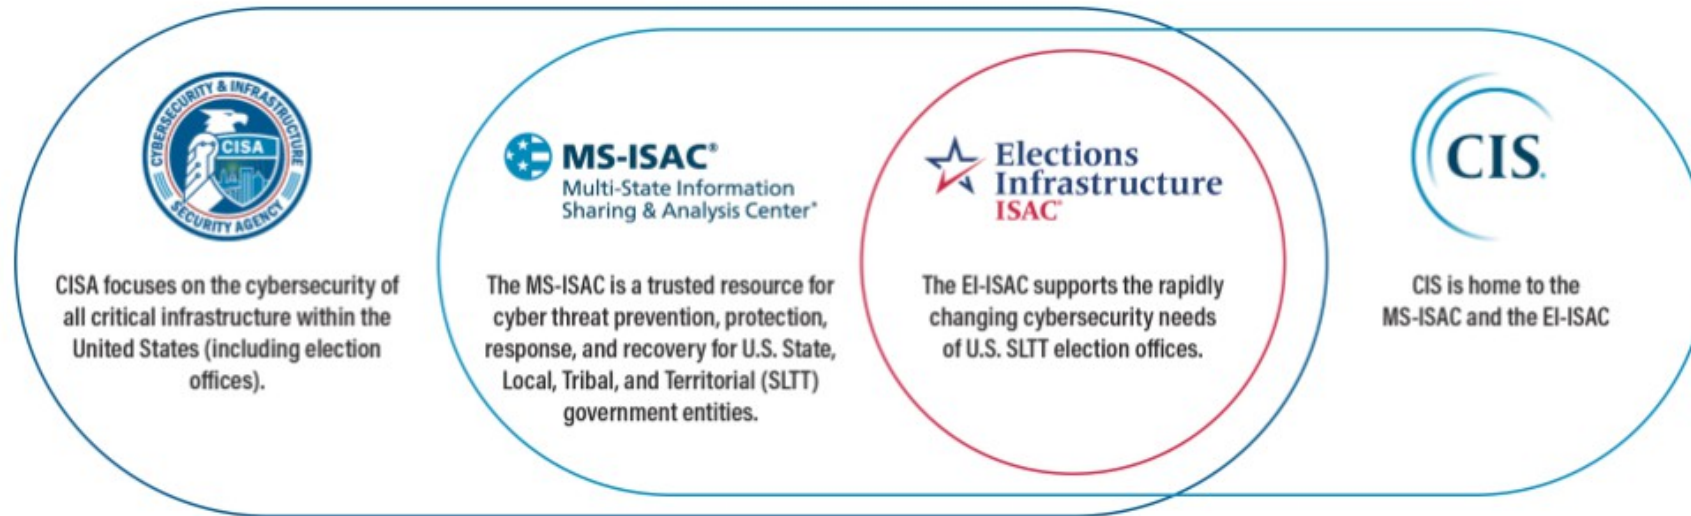 CYBERSECURITY & INFRASTRUCTURE
SECURITY AGENCY
CISA
CISA focuses on the cybersecurity of
all critical infrastructure within the
United States (including election
offices).
MS-ISAC®
Multi-State Information
Sharing & Analysis Center®
The MS-ISAC is a trusted resource for
cyber threat prevention, protection,
response, and recovery for U.S. State,
Local, Tribal, and Territorial (SLTT)
government entities.
Elections
Infrastructure
ISAC®
The EI-ISAC supports the rapidly
changing cybersecurity needs
of U.S. SLTT election offices.
CIS®
CIS is home to the
MS-ISAC and the EI-ISAC